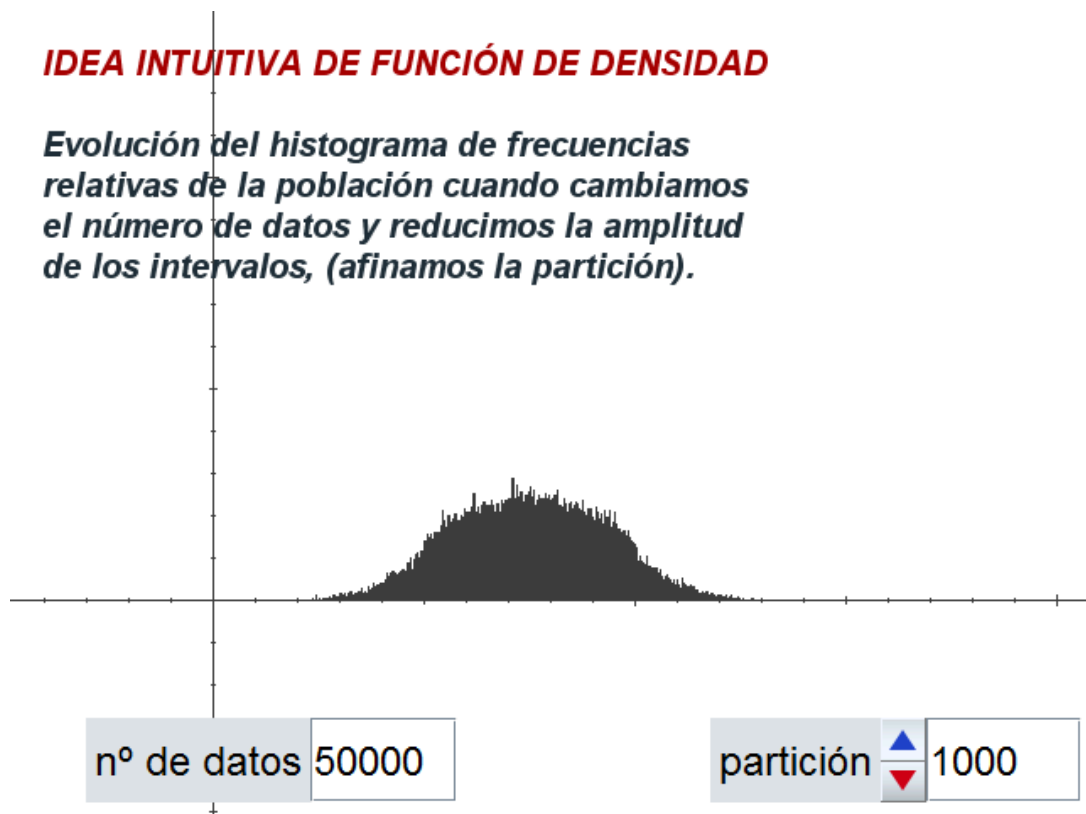 IDEA INTUITIVA DE FUNCIÓN DE DENSIDAD
Evolución del histograma de frecuencias
relativas de la población cuando cambiamos
el número de datos y reducimos la amplitud
de los intervalos, (afinamos la partición).
nº de datos 50000
partición 1000